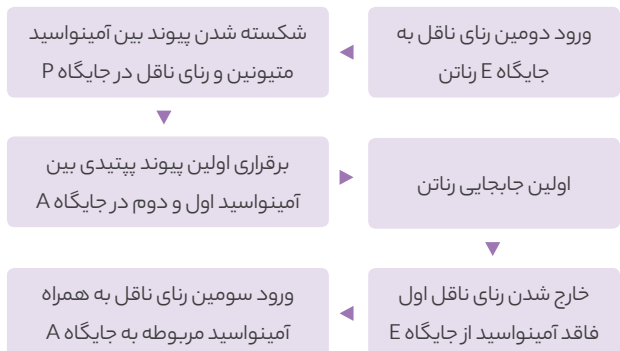 ورود دومین رنای ناقل به
جایگاه E رناتن
شکسته شدن پیوند بین آمینواسید
متیونین و رنای ناقل در جایگاه P
برقراری اولین پیوند پپتیدی بین
آمینواسید اول و دوم در جایگاه A
اولین جابجایی رناتن
خارج شدن رنای ناقل اول
فاقد آمینواسید از جایگاه E
ورود سومین رنای ناقل به همراه
آمینواسید مربوطه به جایگاه A